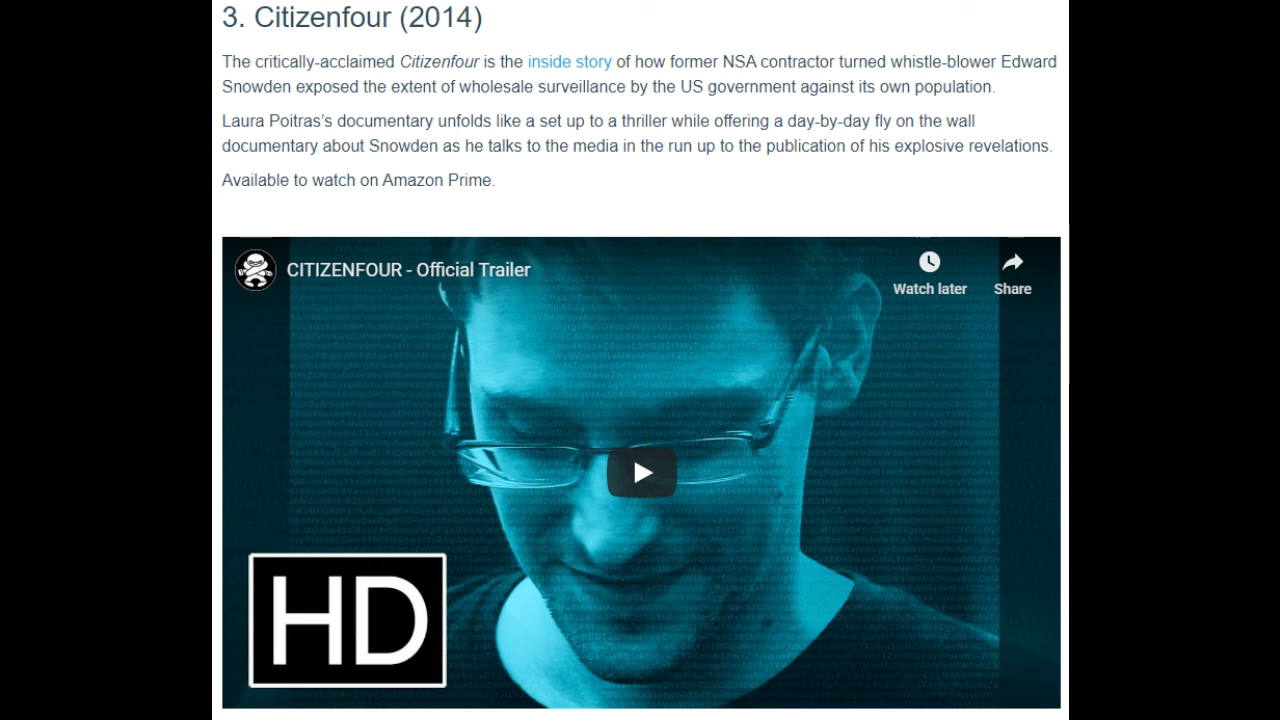 3. Citizenfour (2014)
The critically-acclaimed Citizenfour is the inside story of how former NSA contractor turned whistle-blower Edward
Snowden exposed the extent of wholesale surveillance by the US government against its own population.
Laura Poitras's documentary unfolds like a set up to a thriller while offering a day-by-day fly on the wall
documentary about Snowden as he talks to the media in the run up to the publication of his explosive revelations.
Available to watch on Amazon Prime.
CITIZENFOUR - Official Trailer
Watch later
Share
HD